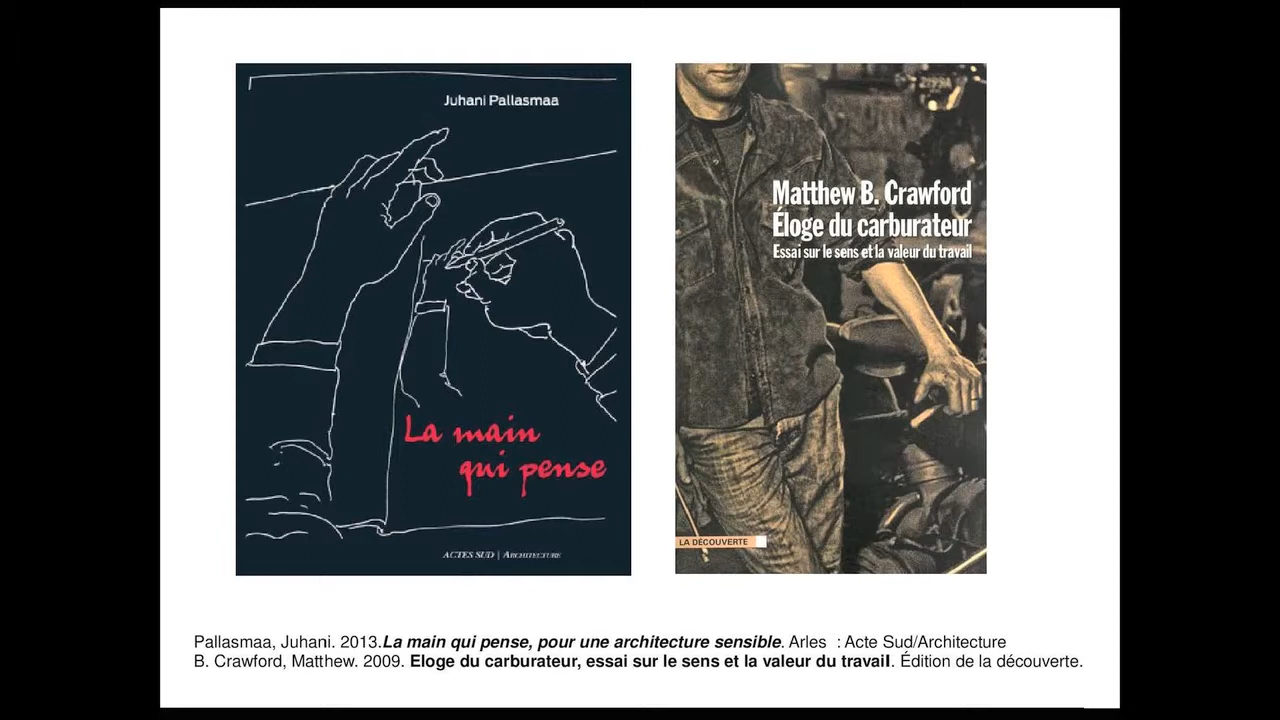 Juhani Pallasmaa
La main
qui pense
ACTES SUD | ARCHITECTURE
Matthew B. Crawford
Éloge du carburateur
Essai sur le sens et la valeur du travail
LA DÉCOUVERTE
Pallasmaa, Juhani. 2013.La main qui pense, pour une architecture sensible. Arles  : Acte Sud/Architecture
B. Crawford, Matthew. 2009. Eloge du carburateur, essai sur le sens et la valeur du travail. Édition de la découverte.